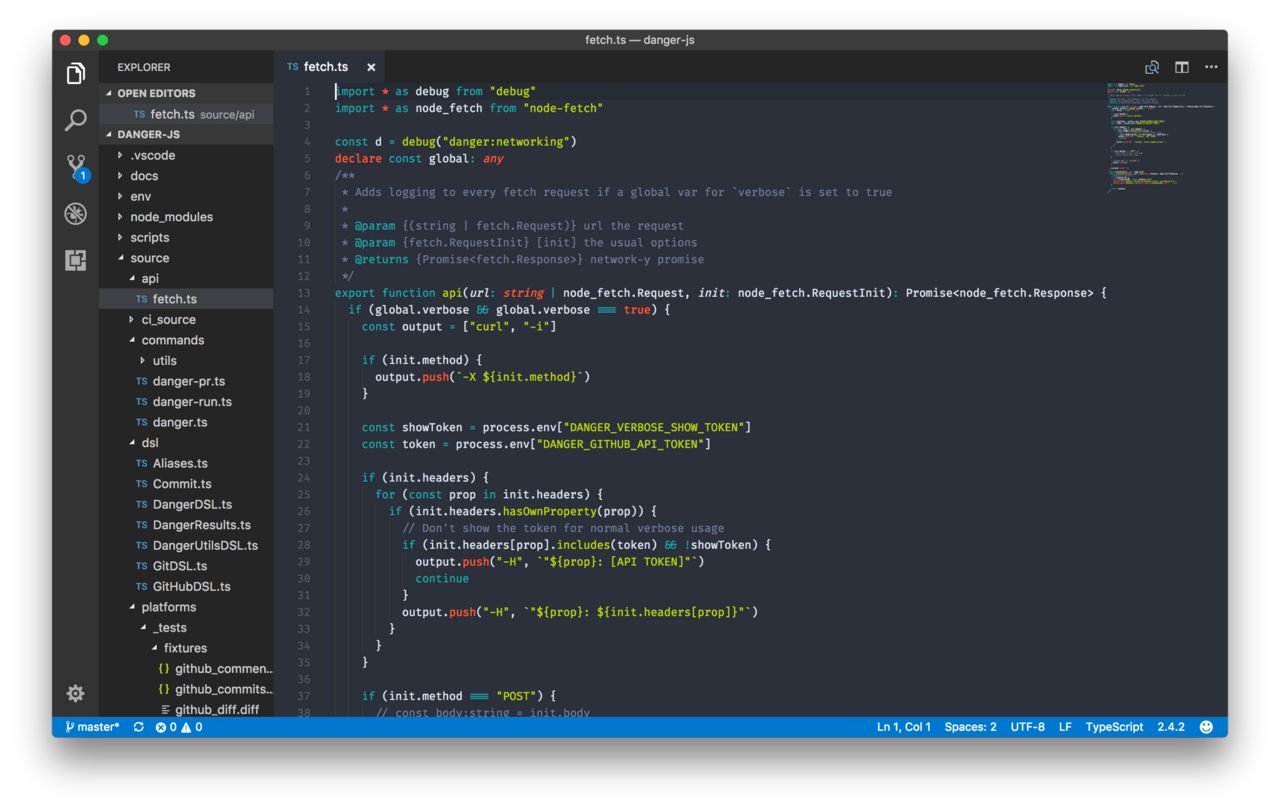 fetch.ts — danger-js
EXPLORER
OPEN EDITORS
TS fetch.ts source/api
DANGER-JS
.vscode
docs
env
node_modules
scripts
source
api
TS fetch.ts
ci_source
commands
utils
TS danger-pr.ts
TS danger-run.ts
TS danger.ts
dsl
TS Aliases.ts
TS Commit.ts
TS DangerDSL.ts
TS DangerResults.ts
TS DangerUtilsDSL.ts
TS GitDSL.ts
TS GitHubDSL.ts
platforms
_tests
fixtures
{} github_commen...
{} github_commits...
github_diff.diff
1
TS fetch.ts ×
1 import * as debug from "debug"
2 import * as node_fetch from "node-fetch"
3
4 const d = debug("danger:networking")
5 declare const global: any
6 /**
7  * Adds logging to every fetch request if a global var for `verbose` is set to true
8  *
9  * @param {(string | fetch.Request)} url the request
10  * @param {fetch.RequestInit} [init] the usual options
11  * @returns {Promise<fetch.Response>} network-y promise
12  */
13 export function api(url: string | node_fetch.Request, init: node_fetch.RequestInit): Promise<node_fetch.Response> {
14   if (global.verbose && global.verbose === true) {
15     const output = ["curl", "-i"]
16
17     if (init.method) {
18       output.push(`-X ${init.method}`)
19     }
20
21     const showToken = process.env["DANGER_VERBOSE_SHOW_TOKEN"]
22     const token = process.env["DANGER_GITHUB_API_TOKEN"]
23
24     if (init.headers) {
25       for (const prop in init.headers) {
26         if (init.headers.hasOwnProperty(prop)) {
27           // Don't show the token for normal verbose usage
28           if (init.headers[prop].includes(token) && !showToken) {
29             output.push("-H", `"${prop}: [API TOKEN]"`)
30             continue
31           }
32           output.push("-H", `"${prop}: ${init.headers[prop]}"`)
33         }
34       }
35     }
36
37     if (init.method === "POST") {
38       // const body:string = init.body
master* 0 0
Ln 1, Col 1 Spaces: 2 UTF-8 LF TypeScript 2.4.2